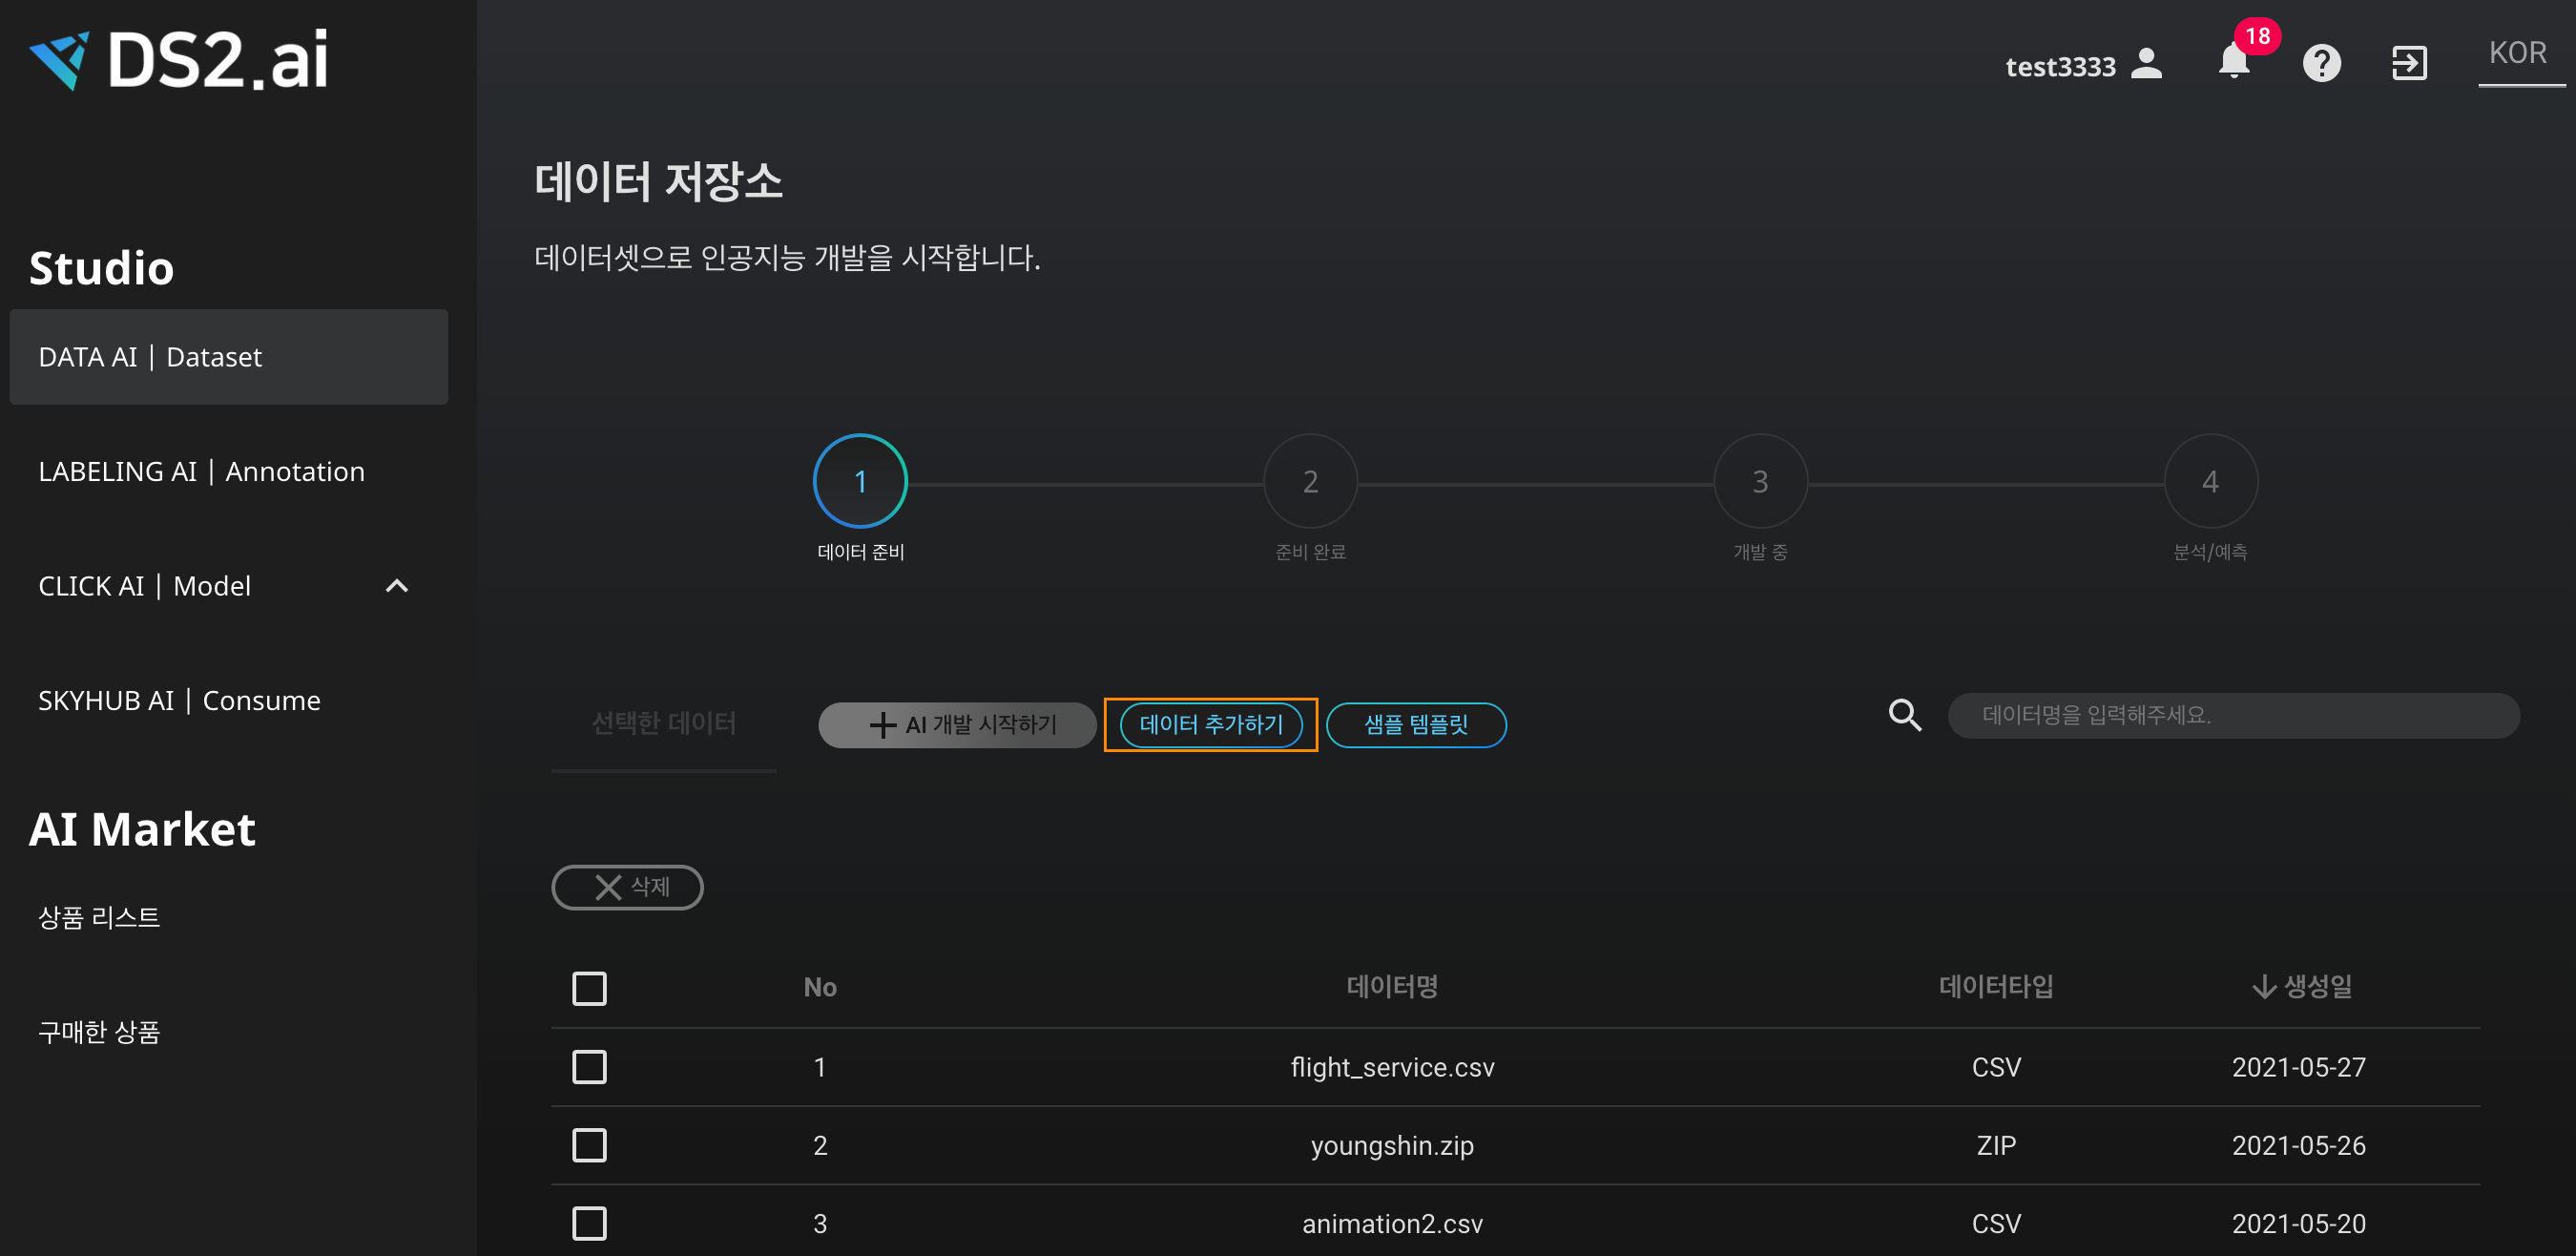 DS2.ai
test3333
18
KOR
데이터 저장소
데이터셋으로 인공지능 개발을 시작합니다.
Studio
DATA AI | Dataset
LABELING AI | Annotation
CLICK AI | Model
SKYHUB AI | Consume
AI Market
상품 리스트
구매한 상품
1
데이터 준비
2
준비 완료
3
개발 중
4
분석/예측
선택한 데이터
AI 개발 시작하기
데이터 추가하기
샘플 템플릿
데이터명을 입력해주세요.
삭제
No 데이터명 데이터타입 생성일
1 flight_service.csv CSV 2021-05-27
2 youngshin.zip ZIP 2021-05-26
3 animation2.csv CSV 2021-05-20